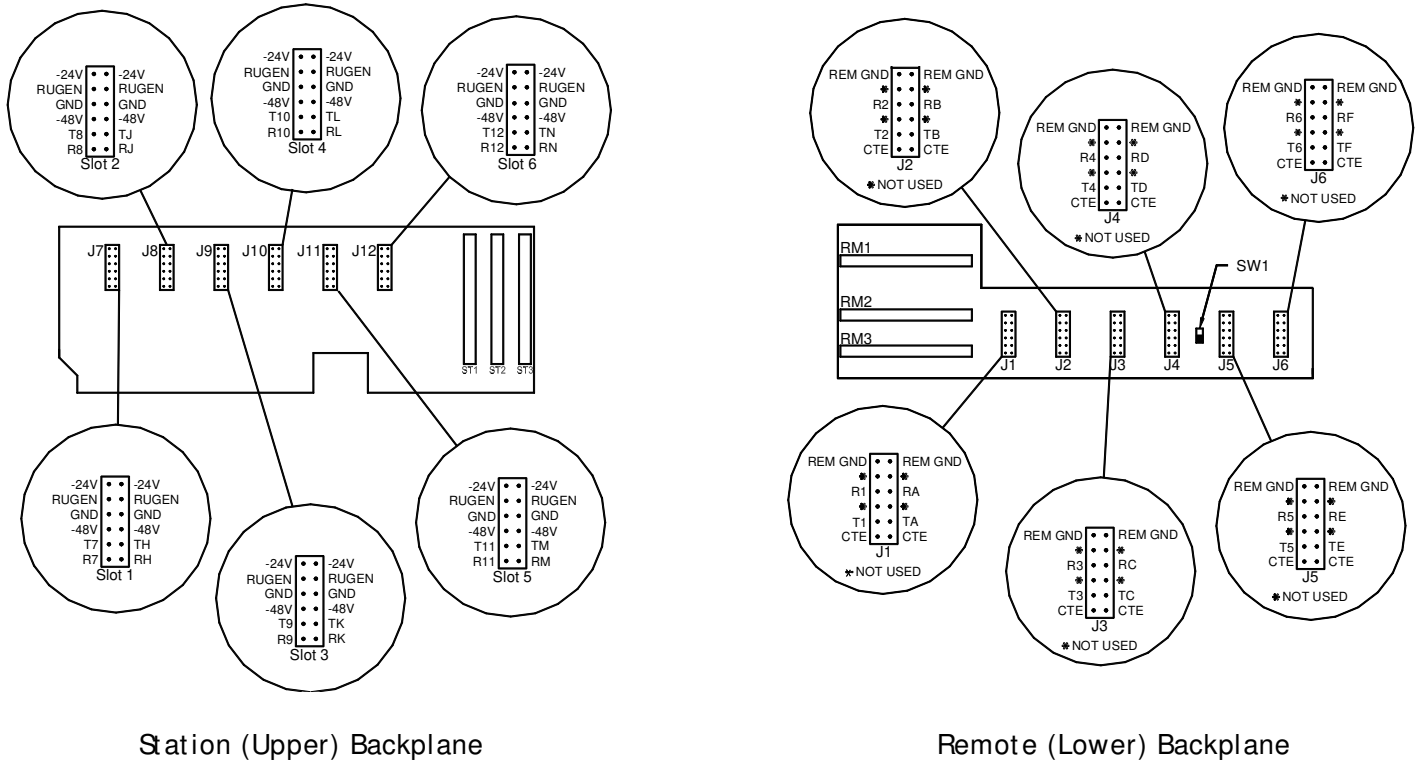 -24V -24V
RUGEN RUGEN
GND GND
-48V -48V
T8 TJ
R8 RJ
Slot 2
-24V -24V
RUGEN RUGEN
GND GND
-48V -48V
T10 TL
R10 RL
Slot 4
-24V -24V
RUGEN RUGEN
GND GND
-48V -48V
T12 TN
R12 RN
Slot 6
J7 J8 J9 J10 J11 J12
ST1 ST2 ST3
-24V -24V
RUGEN RUGEN
GND GND
-48V -48V
T7 TH
R7 RH
Slot 1
-24V -24V
RUGEN RUGEN
GND GND
-48V -48V
T9 TK
R9 RK
Slot 3
-24V -24V
RUGEN RUGEN
GND GND
-48V -48V
T11 TM
R11 RM
Slot 5
Station (Upper) Backplane
REM GND REM GND
* *
R2 RB
* *
T2 TB
CTE CTE
J2
* NOT USED
REM GND REM GND
* *
R4 RD
* *
T4 TD
CTE CTE
J4
* NOT USED
REM GND REM GND
* *
R6 RF
* *
T6 TF
CTE CTE
J6
* NOT USED
RM1
RM2
RM3
SW1
J1 J2 J3 J4 J5 J6
REM GND REM GND
* *
R1 RA
* *
T1 TA
CTE CTE
J1
* NOT USED
REM GND REM GND
* *
R3 RC
* *
T3 TC
CTE CTE
J3
* NOT USED
REM GND REM GND
* *
R5 RE
* *
T5 TE
CTE CTE
J5
* NOT USED
Remote (Lower) Backplane